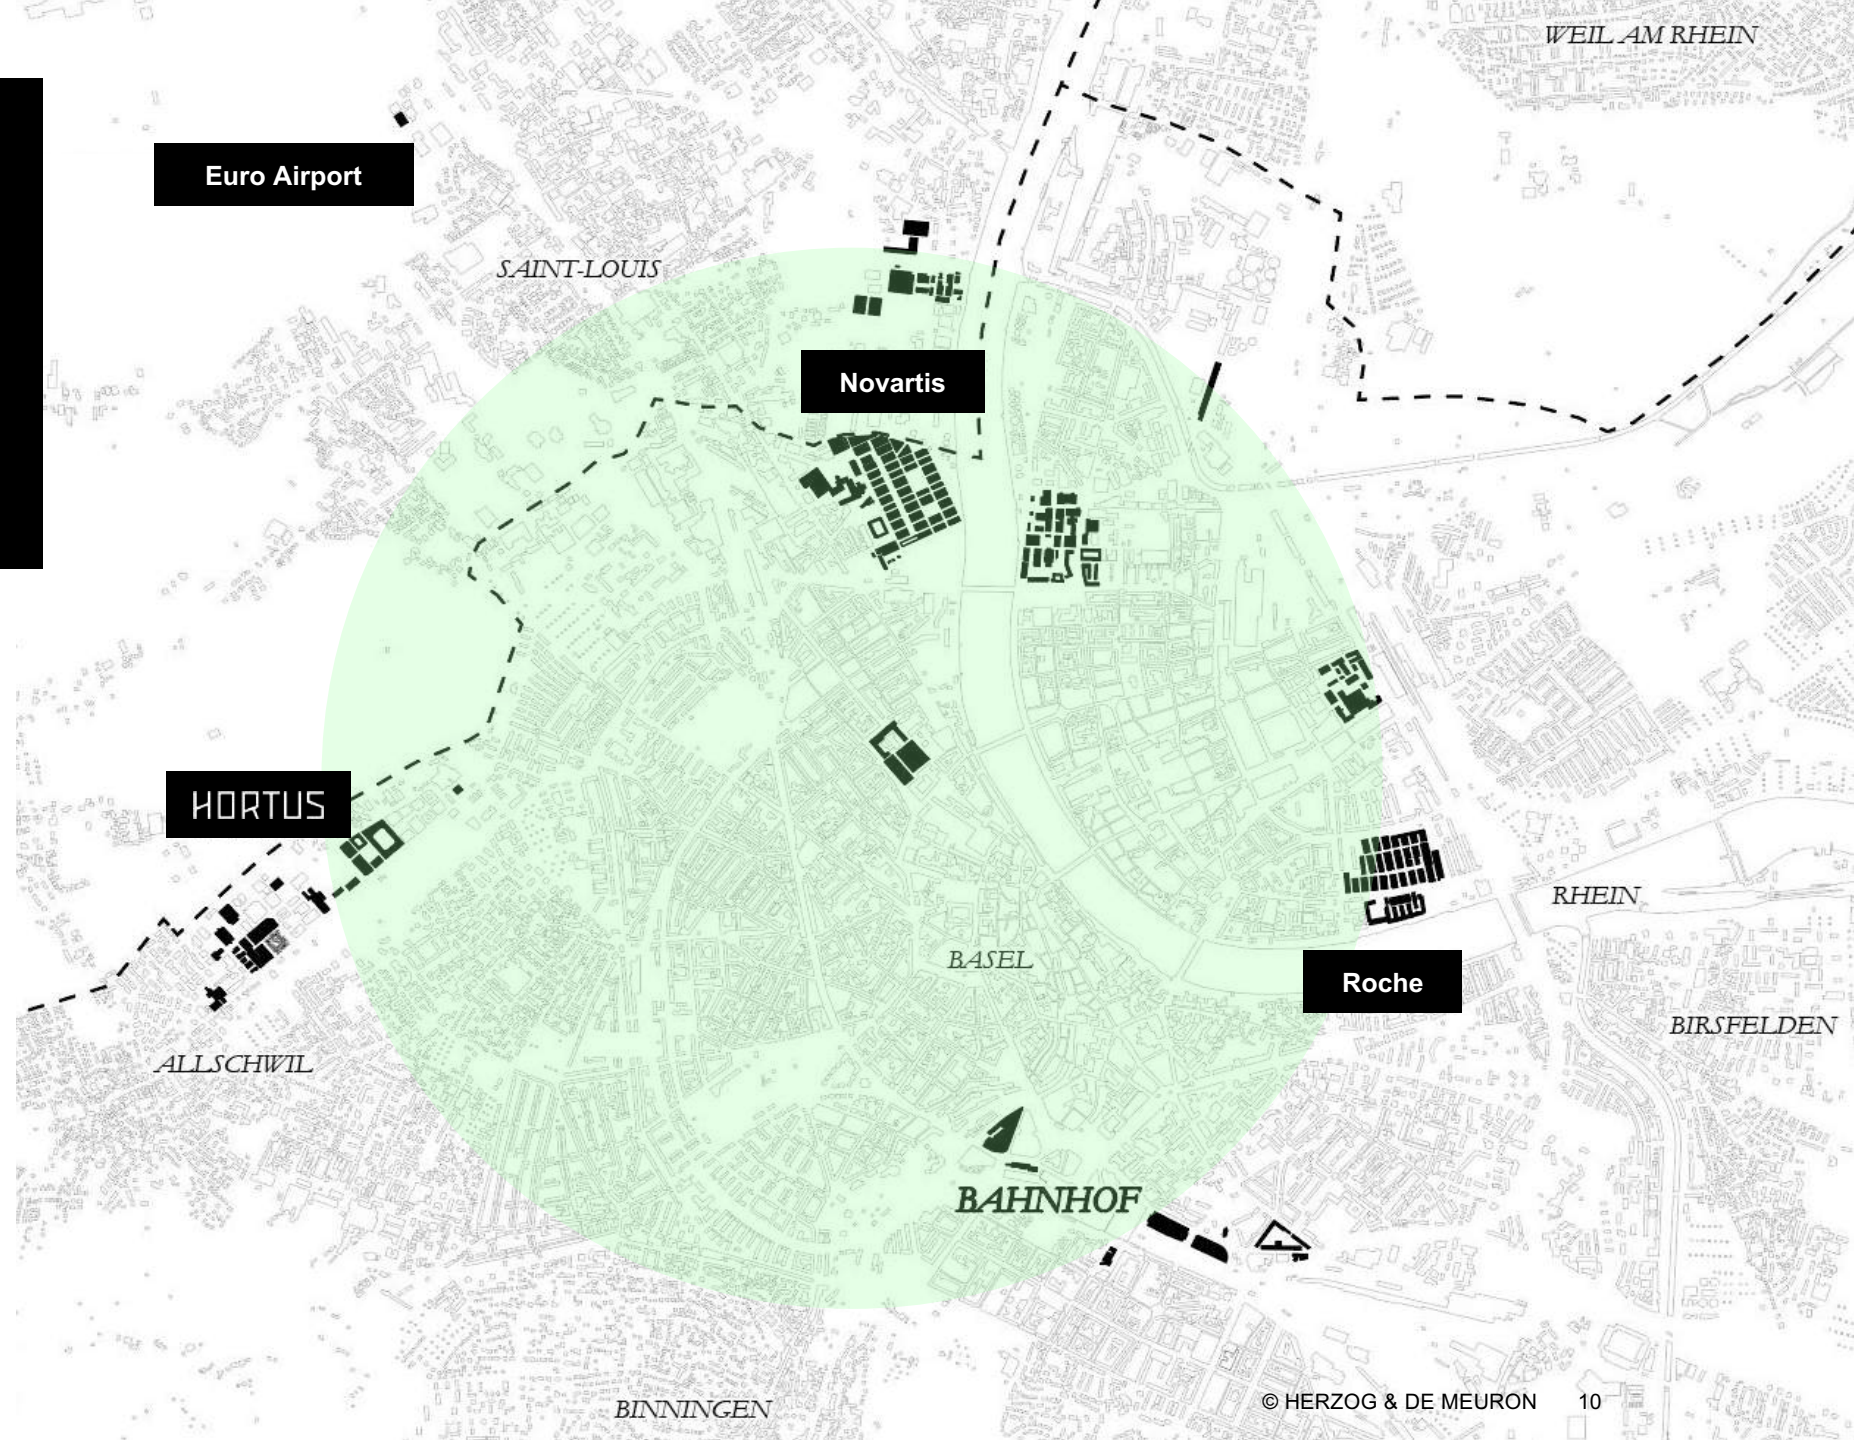 WEIL AM RHEIN
Euro Airport
SAINT-LOUIS
Novartis
HORTUS
RHEIN
BASEL
Roche
BIRSFELDEN
ALLSCHWIL
BAHNHOF
© HERZOG & DE MEURON 10
BINNINGEN